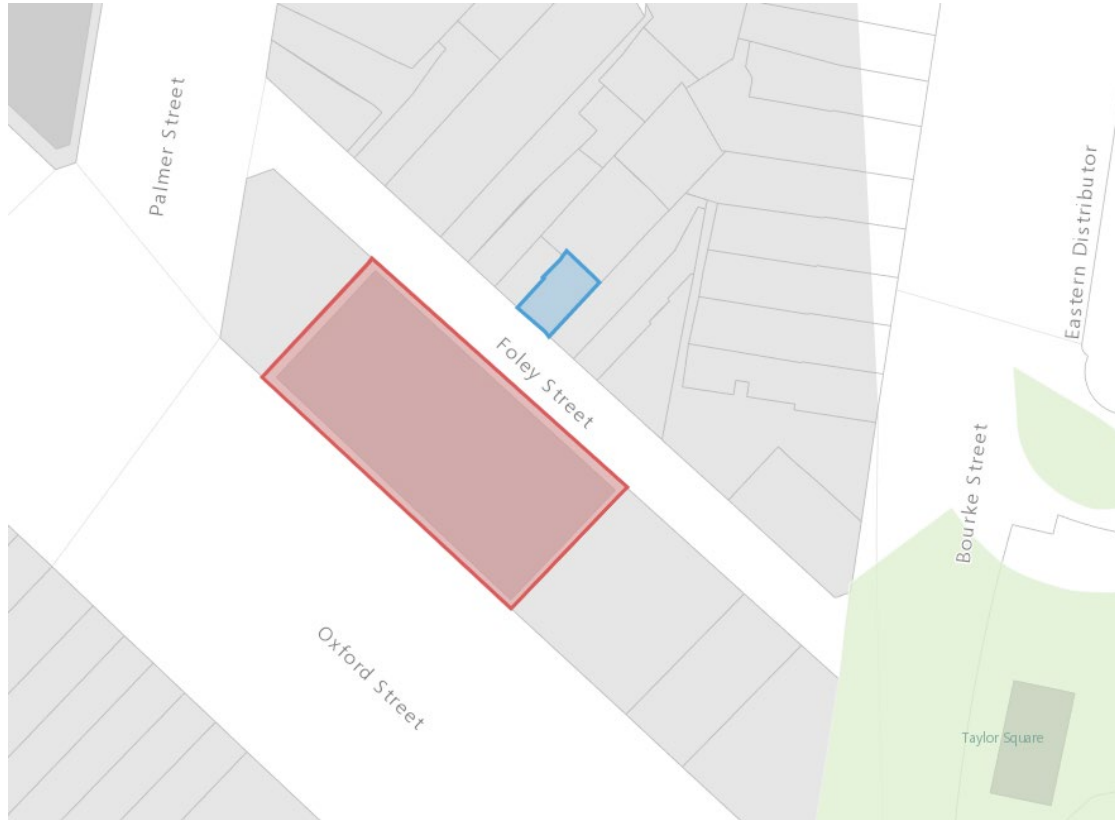 Palmer Street
Eastern Distributor
Foley Street
Bourke Street
Oxford Street
Taylor Square